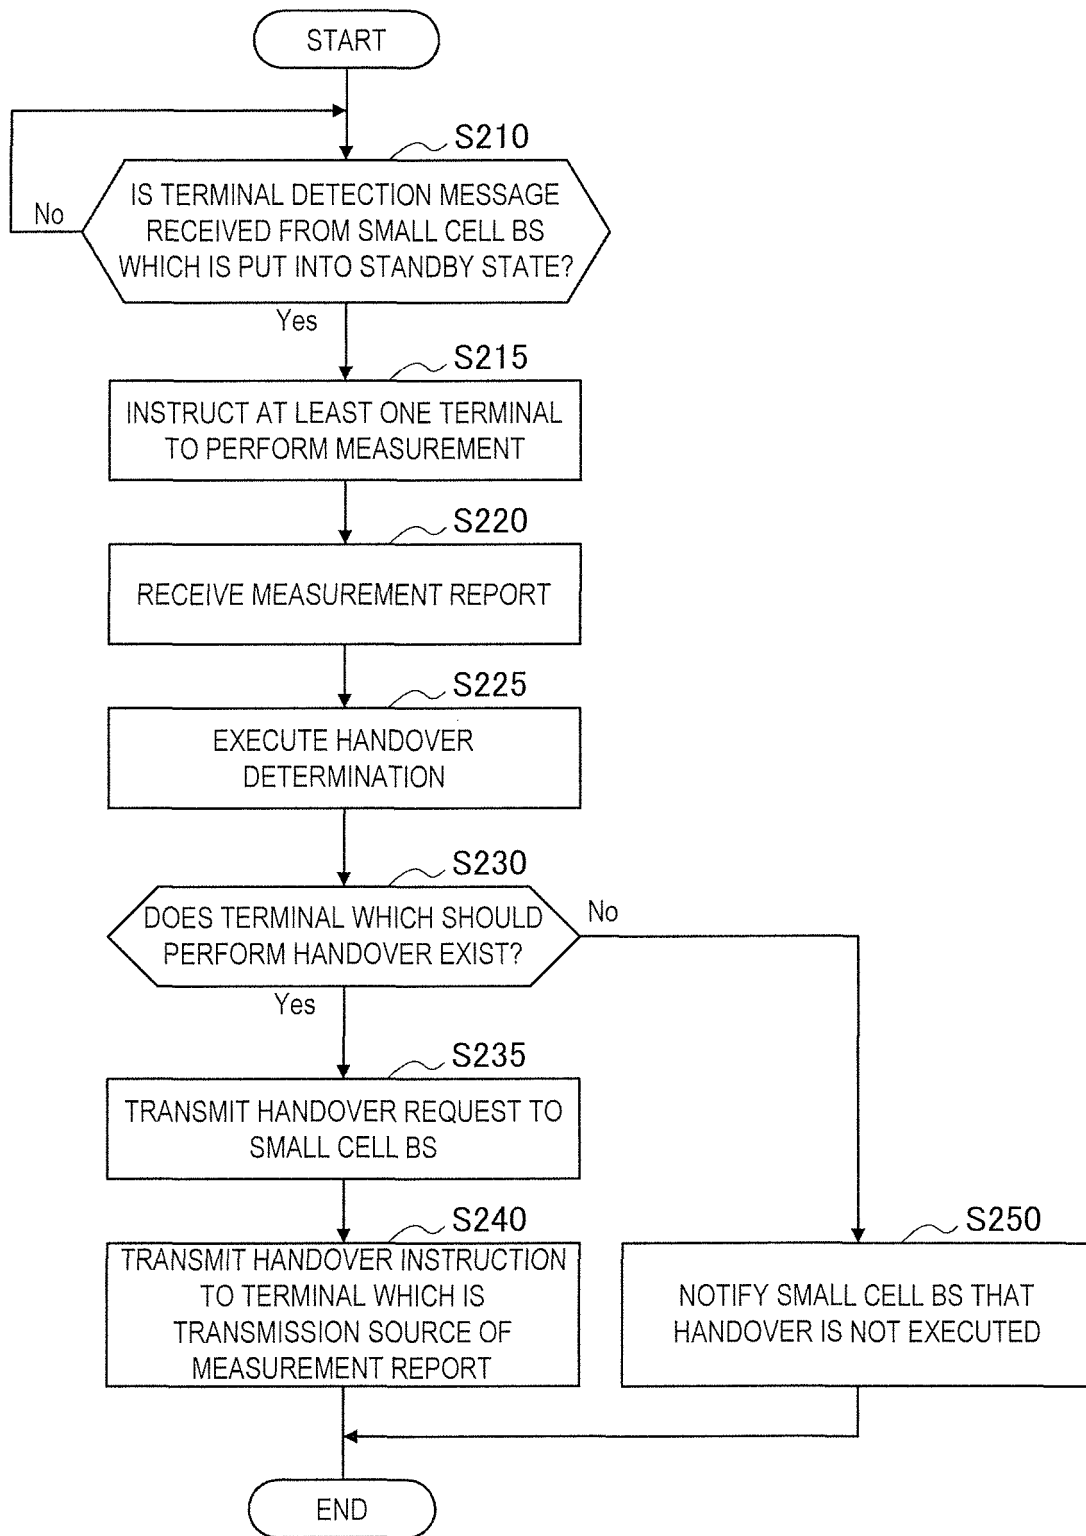 START
S210
IS TERMINAL DETECTION MESSAGE
RECEIVED FROM SMALL CELL BS
WHICH IS PUT INTO STANDBY STATE?
No
Yes
S215
INSTRUCT AT LEAST ONE TERMINAL
TO PERFORM MEASUREMENT
S220
RECEIVE MEASUREMENT REPORT
S225
EXECUTE HANDOVER
DETERMINATION
S230
DOES TERMINAL WHICH SHOULD
PERFORM HANDOVER EXIST?
No
Yes
S235
TRANSMIT HANDOVER REQUEST TO
SMALL CELL BS
S240
TRANSMIT HANDOVER INSTRUCTION
TO TERMINAL WHICH IS
TRANSMISSION SOURCE OF
MEASUREMENT REPORT
S250
NOTIFY SMALL CELL BS THAT
HANDOVER IS NOT EXECUTED
END